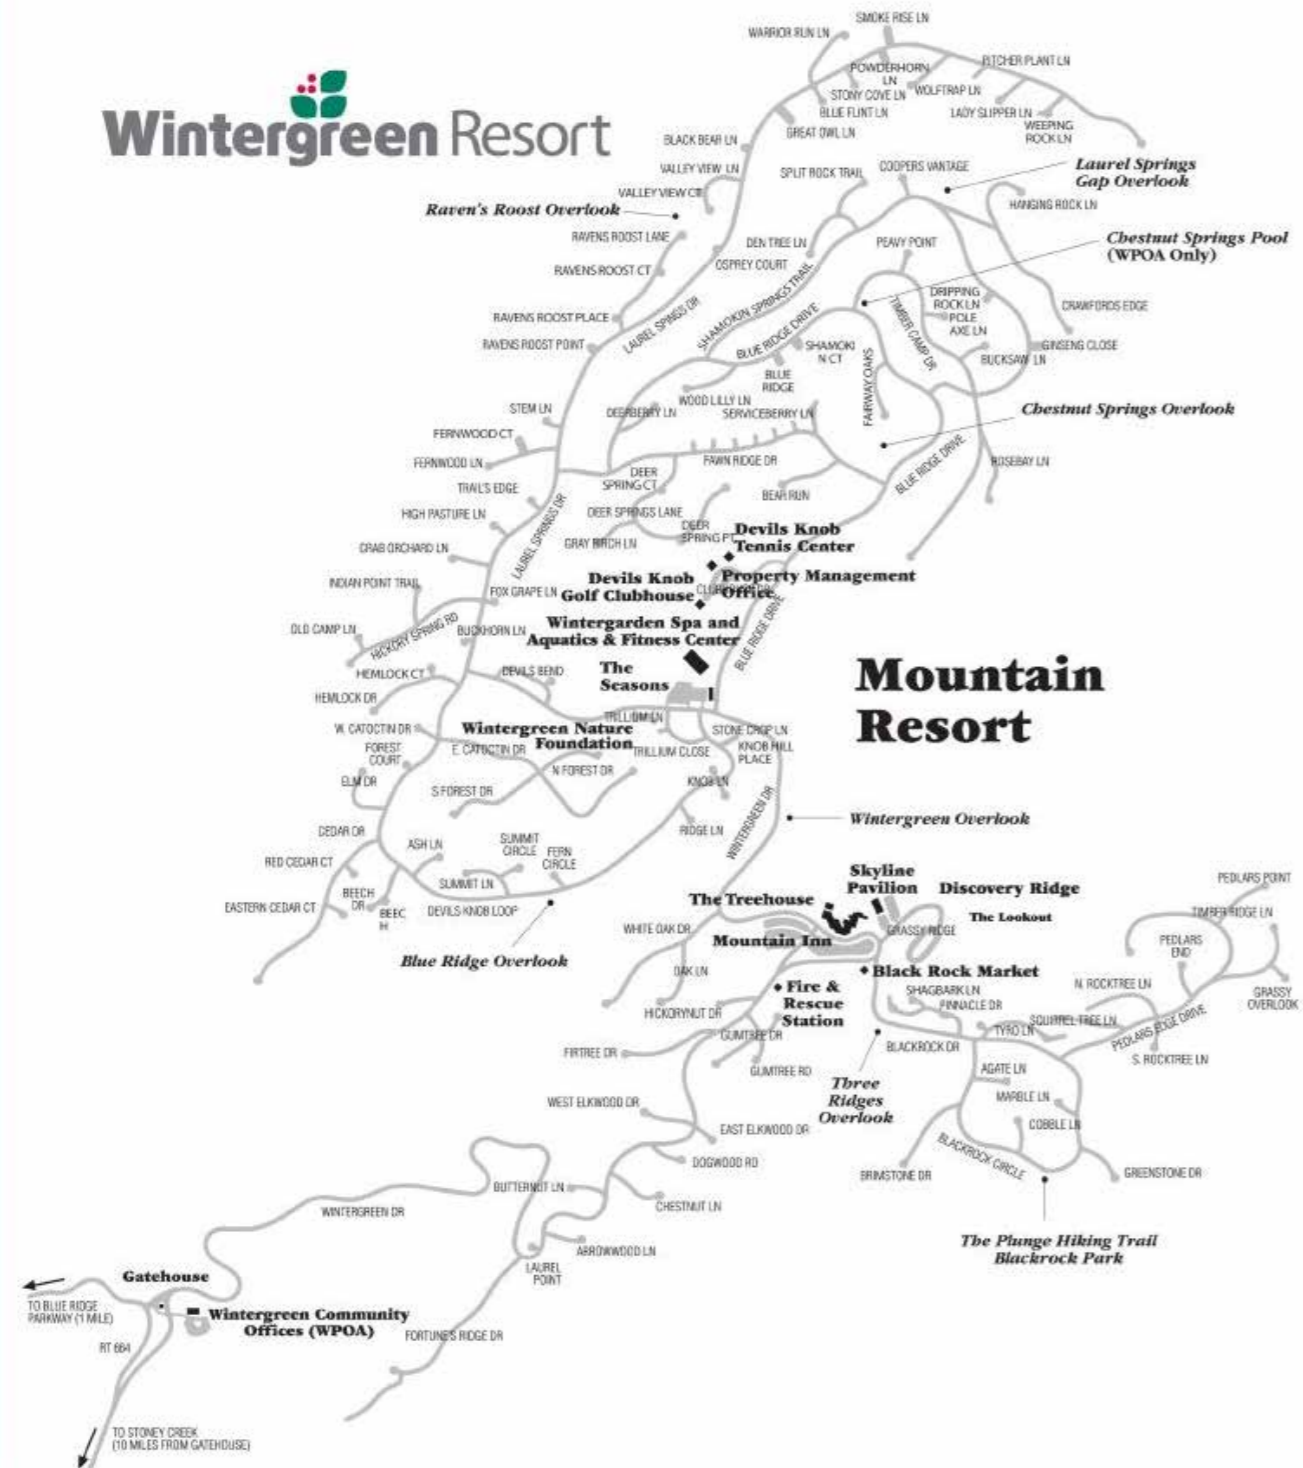 SMOKE RISE LN
WARRIOR RUN LN
PITCHER PLANT LN
POWDERHORN
LN
STONY COVE LN
WOLFTRAP LN
BLUE FLINT LN
LADY SLIPPER LN
WEEPING
ROCK LN
GREAT OWL LN
Wintergreen Resort
BLACK BEAR LN
VALLEY VIEW LN
VALLEY VIEW CT
SPLIT ROCK TRAIL
COOPERS VANTAGE
Laurel Springs
Gap Overlook
Raven's Roost Overlook
HANGING ROCK LN
RAVENS ROOST LANE
DEN TREE LN
PEAVY POINT
Chestnut Springs Pool
(WPOA Only)
OSPREY COURT
RAVENS ROOST CT
SHAMOKIN SPRINGS TRAIL
DRIPPING
ROCK LN
POLE
AXE LN
CRAWFORDS EDGE
RAVENS ROOST PLACE
LAUREL SPINGS DR
BLUE RIDGE DRIVE
TIMBER CAMP DR
RAVENS ROOST POINT
SHAMOKI
N CT
GINSENG CLOSE
BUCKSAW LN
BLUE
RIDGE
FAIRWAY OAKS
WOOD LILLY LN
STEM LN
DEERBERRY LN
SERVICEBERRY LN
Chestnut Springs Overlook
FERNWOOD CT
FERNWOOD LN
FAWN RIDGE DR
BLUE RIDGE DRIVE
ROSEBAY LN
DEER
SPRING CT
TRAIL'S EDGE
BEAR RUN
HIGH PASTURE LN
LAUREL SPRINGS DR
DEER SPRINGS LANE
DEER
SPRING PT
GRAY BIRCH LN
Devils Knob
Tennis Center
CRAB ORCHARD LN
INDIAN POINT TRAIL
FOX GRAPE LN
Devils Knob
Golf Clubhouse
Property Management
Office
OLD CAMP LN
HICKORY SPRING RD
BUCKHORN LN
Wintergarden Spa and
Aquatics & Fitness Center
BLUE RIDGE DRIVE
HEMLOCK CT
DEVILS BEND
The
Seasons
Mountain
Resort
HEMLOCK DR
TRILLIUM LN
W. CATOCTIN DR
Wintergreen Nature
Foundation
STONE CROP LN
FOREST
COURT
E. CATOCTIN DR
TRILLIUM CLOSE
KNOB HILL
PLACE
N FOREST DR
ELM DR
S FOREST DR
KNOB LN
WINTERGREEN DR
Wintergreen Overlook
CEDAR DR
RIDGE LN
ASH LN
SUMMIT
CIRCLE
FERN
CIRCLE
RED CEDAR CT
SUMMIT LN
Skyline
Pavilion
Discovery Ridge
PEDLARS POINT
EASTERN CEDAR CT
BEECH
DR
BEEC
H
DEVILS KNOB LOOP
The Treehouse
The Lookout
TIMBER RIDGE LN
WHITE OAK DR
Mountain Inn
GRASSY RIDGE
PEDLARS
END
Blue Ridge Overlook
OAK LN
Black Rock Market
N. ROCKTREE LN
GRASSY
OVERLOOK
Fire &
Rescue
Station
SHAGBARK LN
PINNACLE DR
HICKORYNUT DR
SQUIRREL TREE LN
TYRO LN
PEDLARS EDGE DRIVE
GUMTREE DR
BLACKROCK DR
S. ROCKTREE LN
FIRTREE DR
GUMTREE RD
AGATE LN
Three
Ridges
Overlook
MARBLE LN
WEST ELKWOOD DR
COBBLE LN
EAST ELKWOOD DR
BLACKROCK CIRCLE
DOGWOOD RD
BRIMSTONE DR
GREENSTONE DR
BUTTERNUT LN
CHESTNUT LN
WINTERGREEN DR
The Plunge Hiking Trail
Blackrock Park
ARROWWOOD LN
LAUREL
POINT
Gatehouse
TO BLUE RIDGE
PARKWAY (1 MILE)
Wintergreen Community
Offices (WPOA)
FORTUNE'S RIDGE DR
RT 664
TO STONEY CREEK
(10 MILES FROM GATEHOUSE)